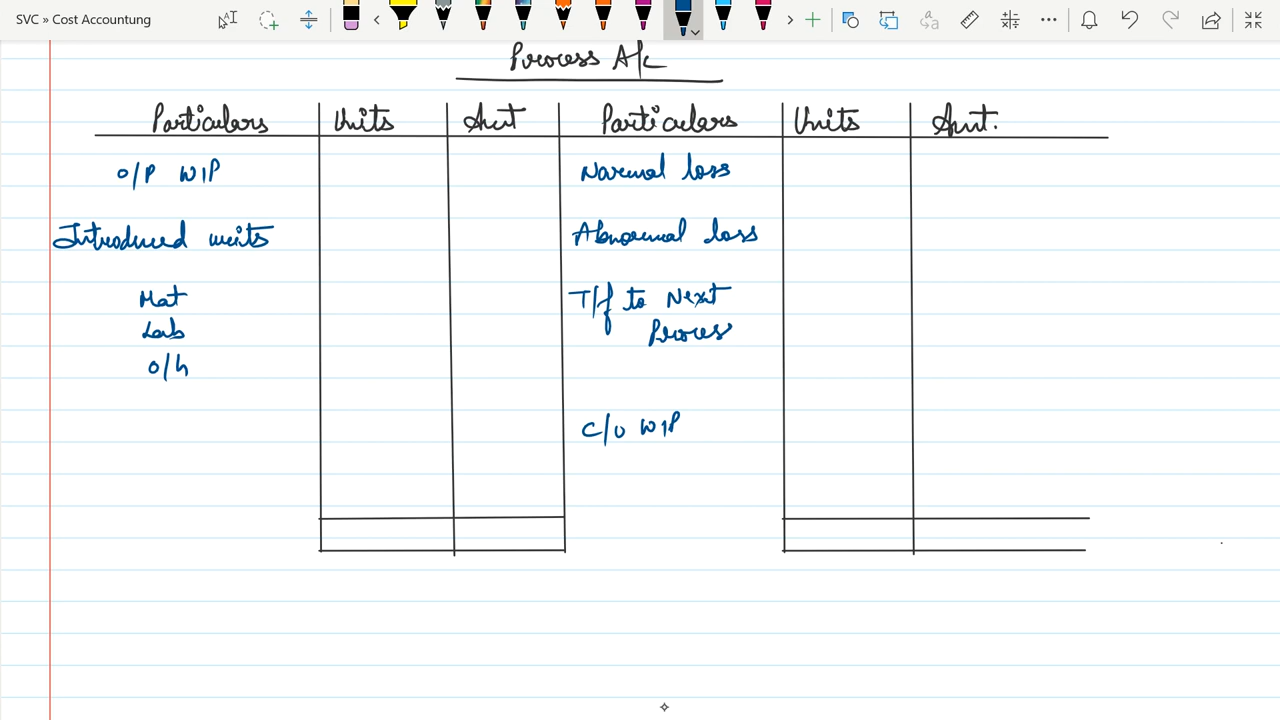 SVC » Cost Accountung
Process A/c
Particulars Units Amt Particulars Units Amt.
O/P WIP Normal loss
Introduced units Abnormal loss
Mat T/f to Next
Lab Process
O/h
C/o WIP